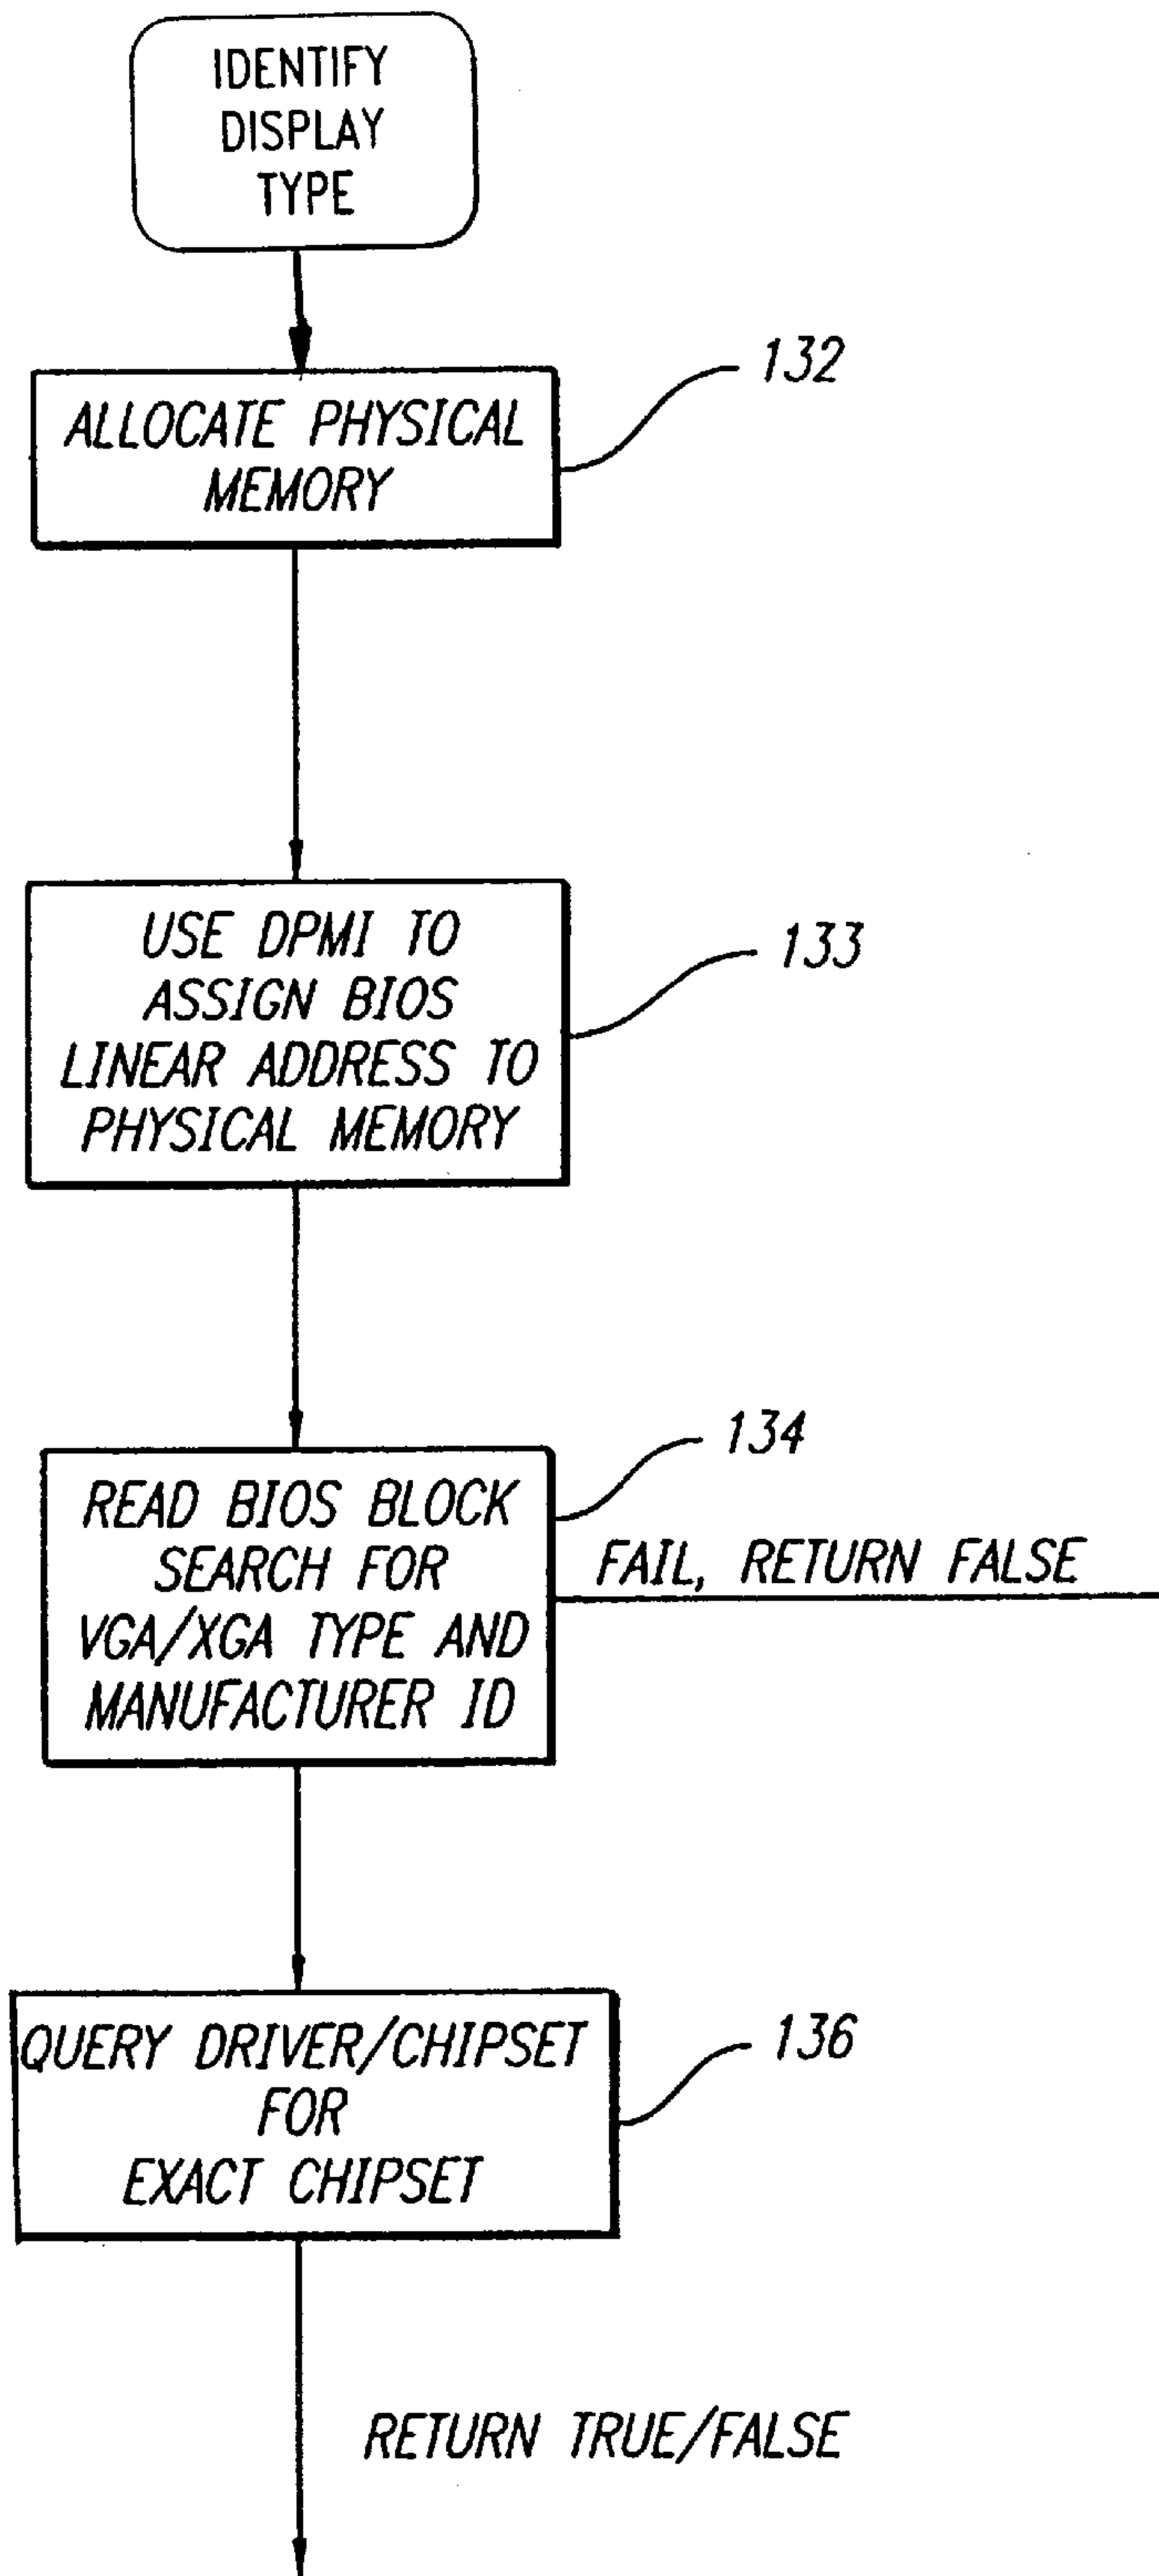 IDENTIFY
DISPLAY
TYPE
132
ALLOCATE PHYSICAL
MEMORY
133
USE DPMI TO
ASSIGN BIOS
LINEAR ADDRESS TO
PHYSICAL MEMORY
134
READ BIOS BLOCK
SEARCH FOR
VGA/XGA TYPE AND
MANUFACTURER ID
FAIL, RETURN FALSE
136
QUERY DRIVER/CHIPSET
FOR
EXACT CHIPSET
RETURN TRUE/FALSE